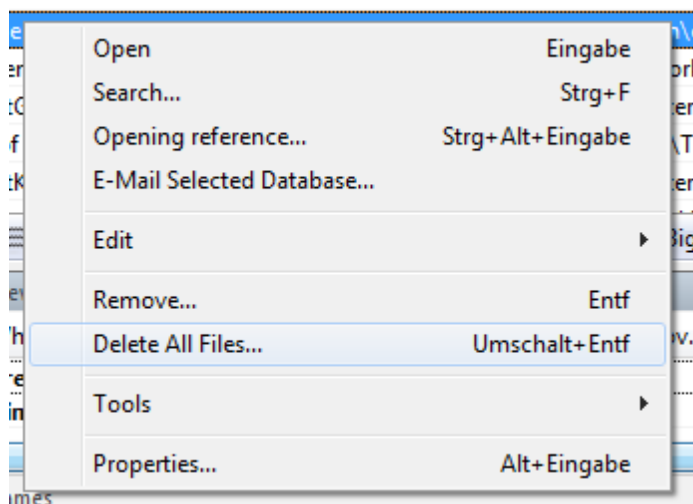 Open Eingabe
Search... Strg+F
Opening reference... Strg+Alt+Eingabe
E-Mail Selected Database...
Edit
Remove... Entf
Delete All Files... Umschalt+Entf
Tools
Properties... Alt+Eingabe